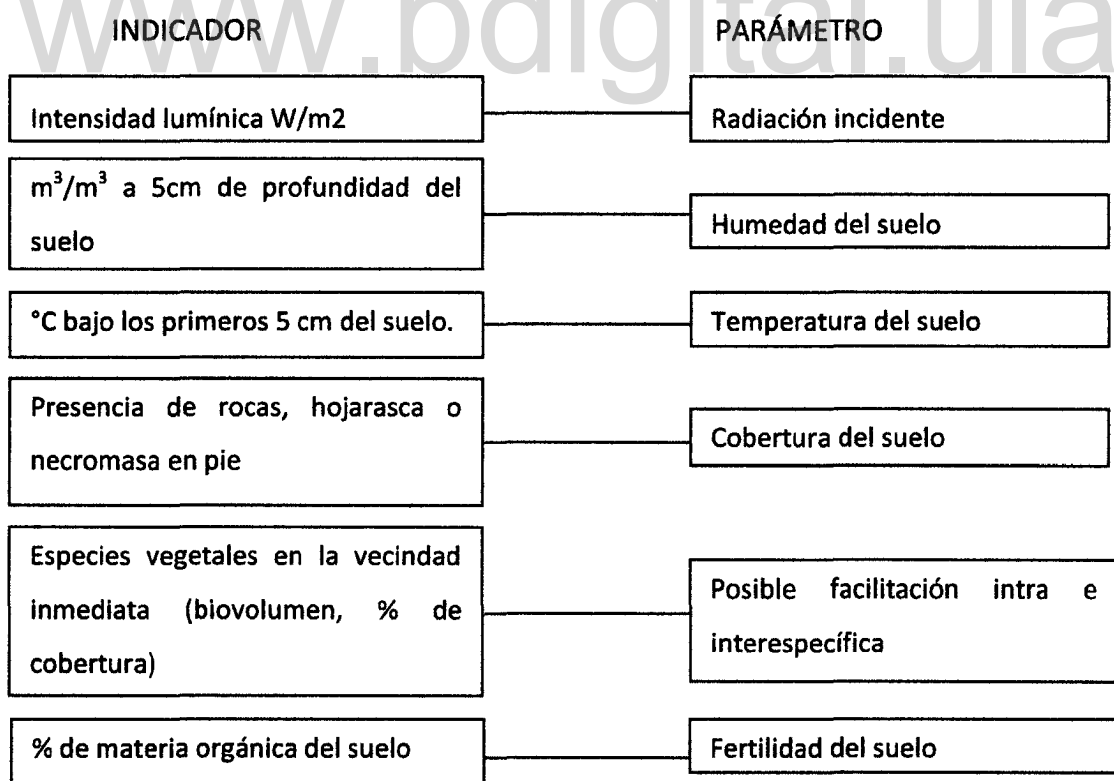 www.bdigital.ula
INDICADOR PARÁMETRO
Intensidad lumínica W/m2 Radiación incidente
m³/m³ a 5cm de profundidad del
suelo
Humedad del suelo
°C bajo los primeros 5 cm del suelo. Temperatura del suelo
Presencia de rocas, hojarasca o
necromasa en pie
Cobertura del suelo
Especies vegetales en la vecindad
inmediata (biovolumen, % de
cobertura)
Posible facilitación intra e
interespecífica
% de materia orgánica del suelo Fertilidad del suelo